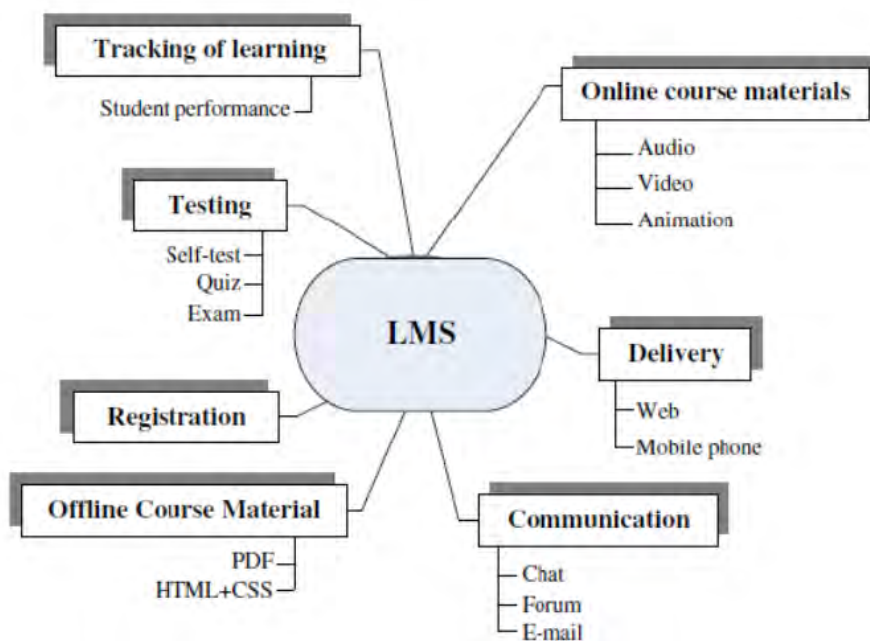 Tracking of learning
Student performance
Online course materials
Audio
Video
Animation
Testing
Self-test
Quiz
Exam
LMS
Delivery
Web
Mobile phone
Registration
Offline Course Material
PDF
HTML+CSS
Communication
Chat
Forum
E-mail